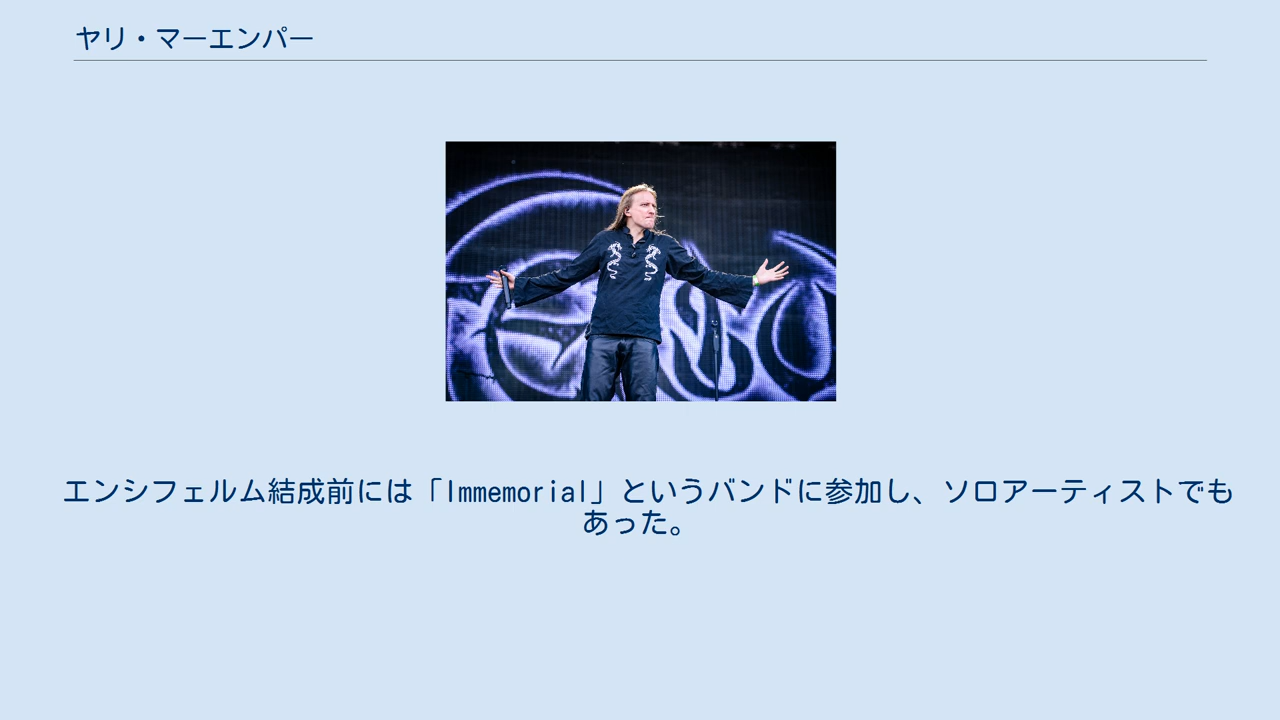 ヤリ・マーエンパー
エンシフェルム結成前には「Immemorial」というバンドに参加し、ソロアーティストでも
あった。